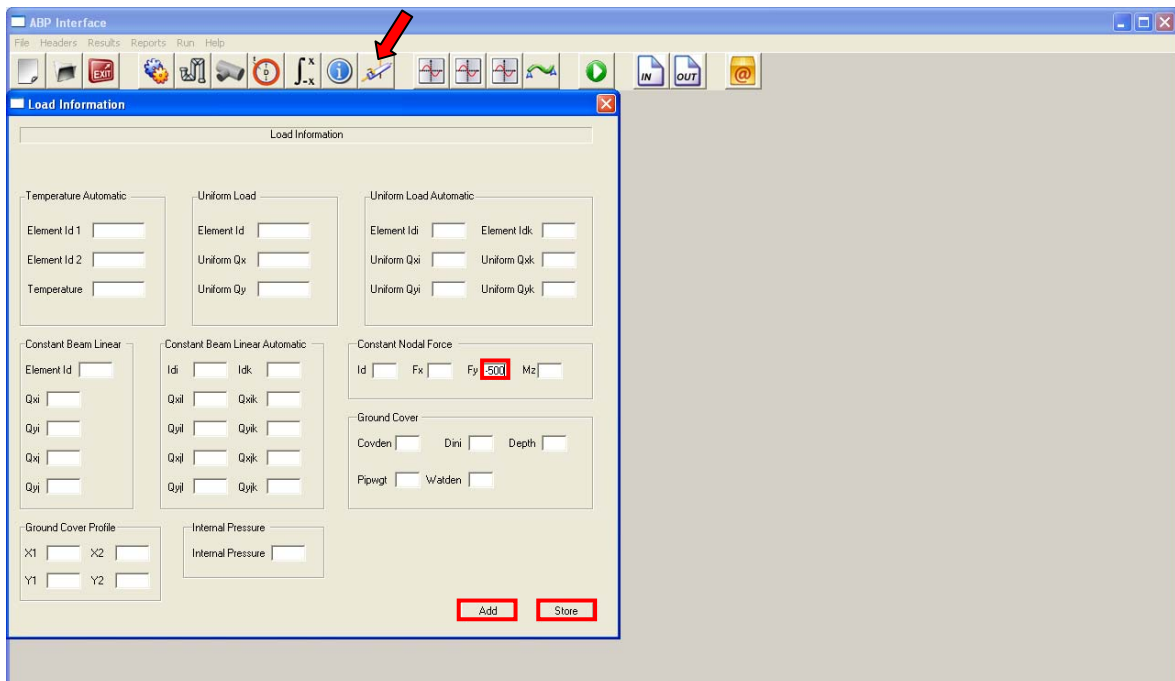 ABP Interface
File Headers Results Reports Run Help
EXIT
IN OUT
Load Information
Load Information
Temperature Automatic
Element Id 1
Element Id 2
Temperature
Uniform Load
Element Id
Uniform Qx
Uniform Qy
Uniform Load Automatic
Element Idi Element Idk
Uniform Qxi Uniform Qxk
Uniform Qyi Uniform Qyk
Constant Beam Linear
Element Id
Qxi
Qyi
Qxj
Qyj
Constant Beam Linear Automatic
Idi Idk
Qxil Qxik
Qyil Qyik
Qxjl Qxjk
Qyjl Qyjk
Constant Nodal Force
Id Fx Fy -500 Mz
Ground Cover
Covden Dini Depth
Pipwgt Watden
Ground Cover Profile
X1 X2
Y1 Y2
Internal Pressure
Internal Pressure
Add Store